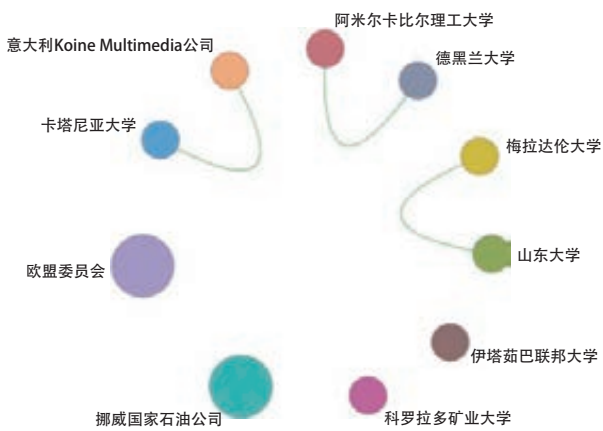 阿米尔卡比尔理工大学
意大利Koine Multimedia公司
德黑兰大学
卡塔尼亚大学
梅拉达伦大学
山东大学
欧盟委员会
伊塔茹巴联邦大学
挪威国家石油公司
科罗拉多矿业大学